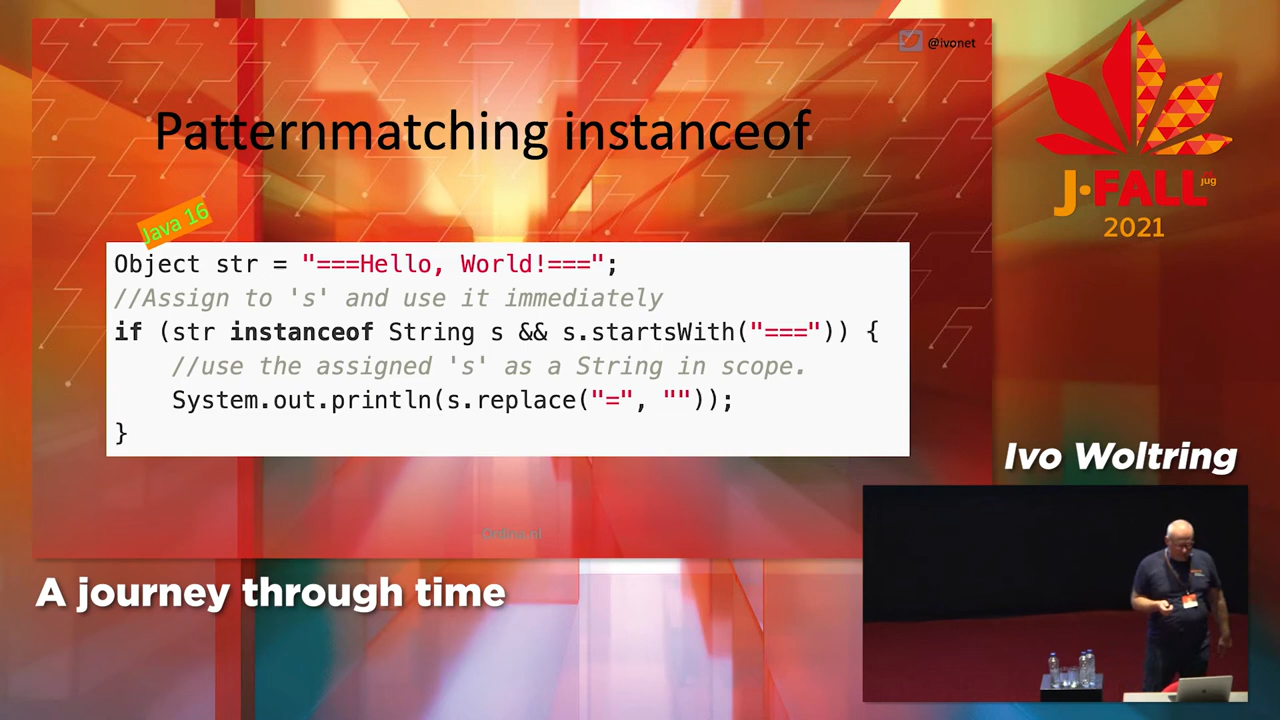 @ivonet
Patternmatching instanceof
Java 16
Object str = "===Hello, World!===";
//Assign to 's' and use it immediately
if (str instanceof String s && s.startsWith("===")) {
//use the assigned 's' as a String in scope.
System.out.println(s.replace("=", ""));
}
Ordina.nl
J•FALL
jug
2021
Ivo Woltring
A journey through time